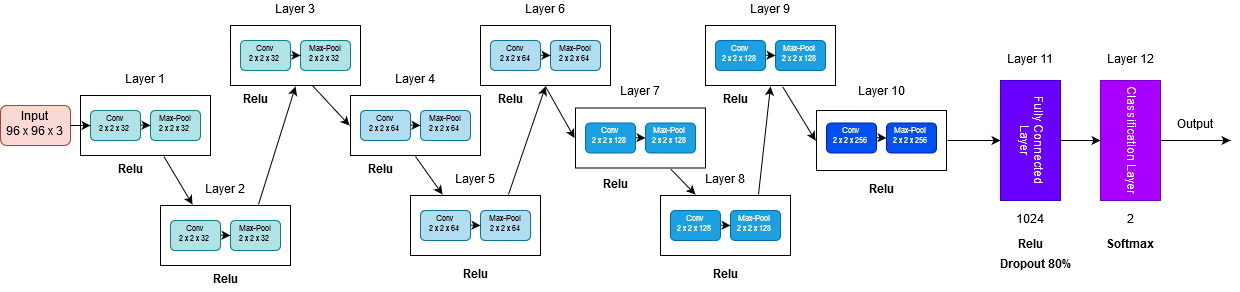 Input
96 x 96 x 3
Layer 1
Conv
2 x 2 x 32
Max-Pool
2 x 2 x 32
Relu
Layer 2
Conv
2 x 2 x 32
Max-Pool
2 x 2 x 32
Relu
Layer 3
Conv
2 x 2 x 32
Max-Pool
2 x 2 x 32
Relu
Layer 4
Conv
2 x 2 x 64
Max-Pool
2 x 2 x 64
Relu
Layer 5
Conv
2 x 2 x 64
Max-Pool
2 x 2 x 64
Relu
Layer 6
Conv
2 x 2 x 64
Max-Pool
2 x 2 x 64
Relu
Layer 7
Conv
2 x 2 x 128
Max-Pool
2 x 2 x 128
Relu
Layer 8
Conv
2 x 2 x 128
Max-Pool
2 x 2 x 128
Relu
Layer 9
Conv
2 x 2 x 128
Max-Pool
2 x 2 x 128
Relu
Layer 10
Conv
2 x 2 x 256
Max-Pool
2 x 2 x 256
Relu
Layer 11
Fully Connected
Layer
1024
Relu
Dropout 80%
Layer 12
Classification Layer
2
Softmax
Output